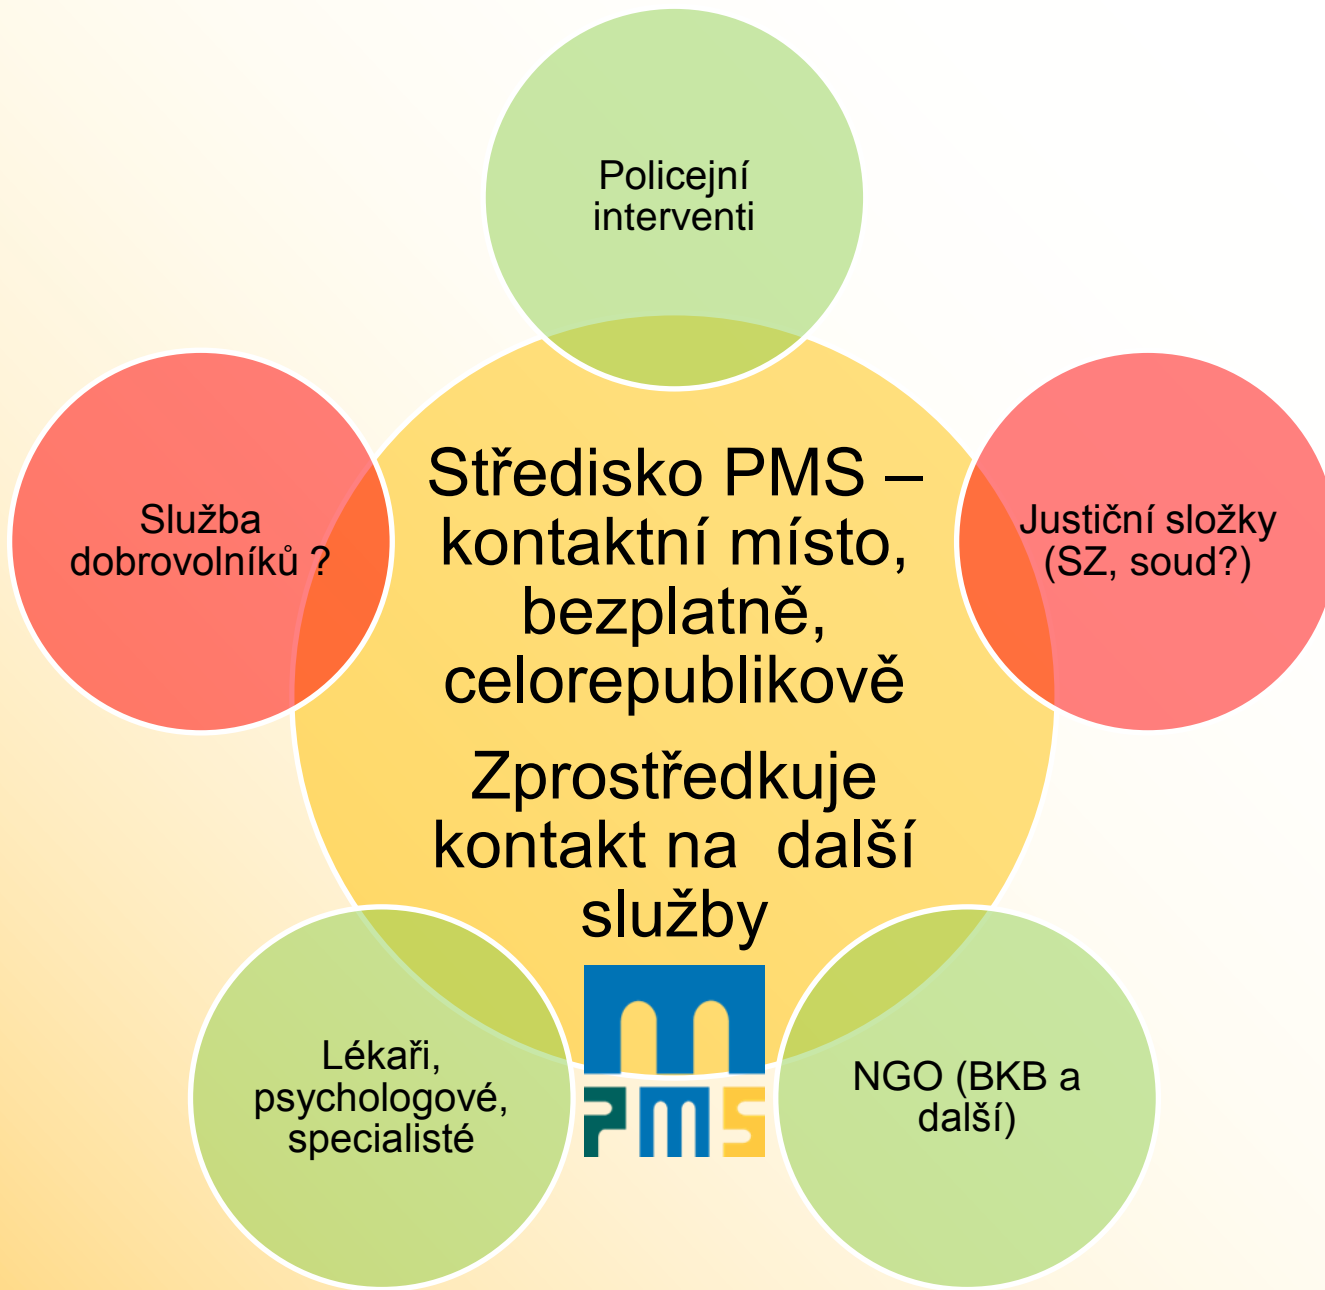 Policejní
interventi
Služba
dobrovolníků ?
Středisko PMS –
kontaktní místo,
bezplatně,
celorepublikově
Zprostředkuje
kontakt na  další
služby
Justiční složky
(SZ, soud?)
Lékaři,
psychologové,
specialisté
PMS
NGO (BKB a
další)